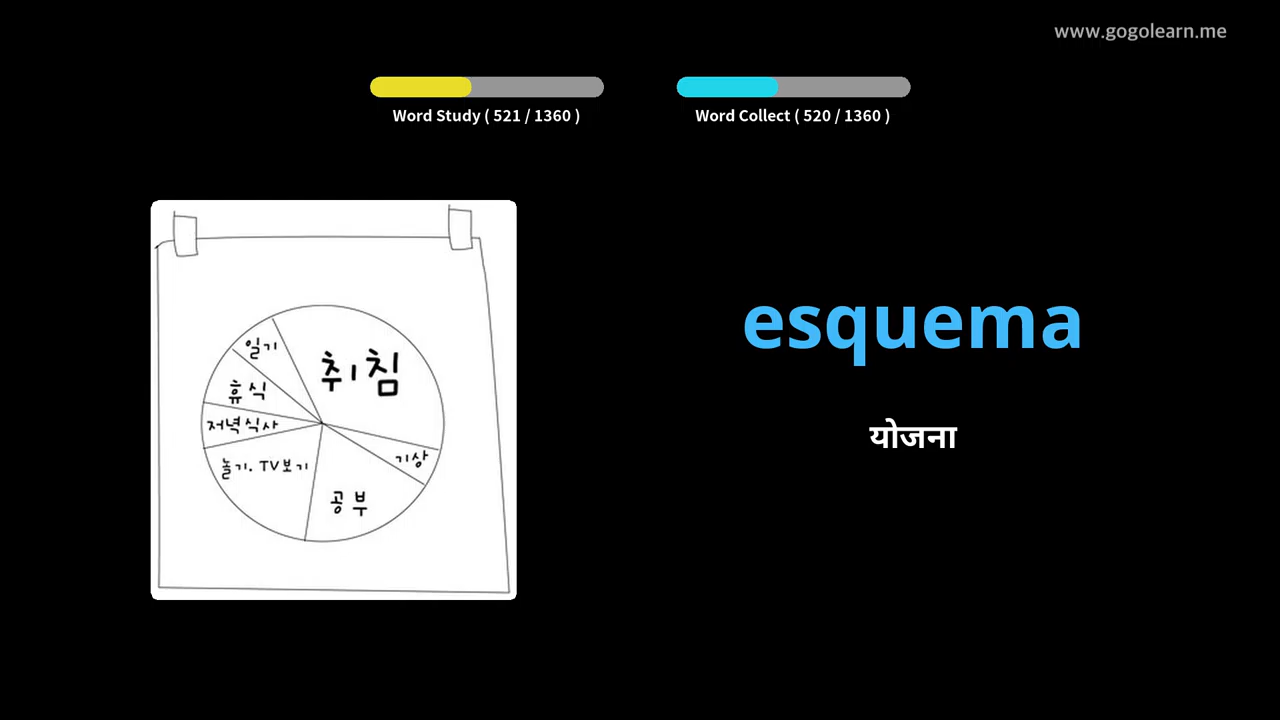 www.gogolearn.me
Word Study ( 521 / 1360 )
Word Collect ( 520 / 1360 )
일기
취침
휴식
저녁식사
놀기. TV보기
기상
공부
esquema
योजना